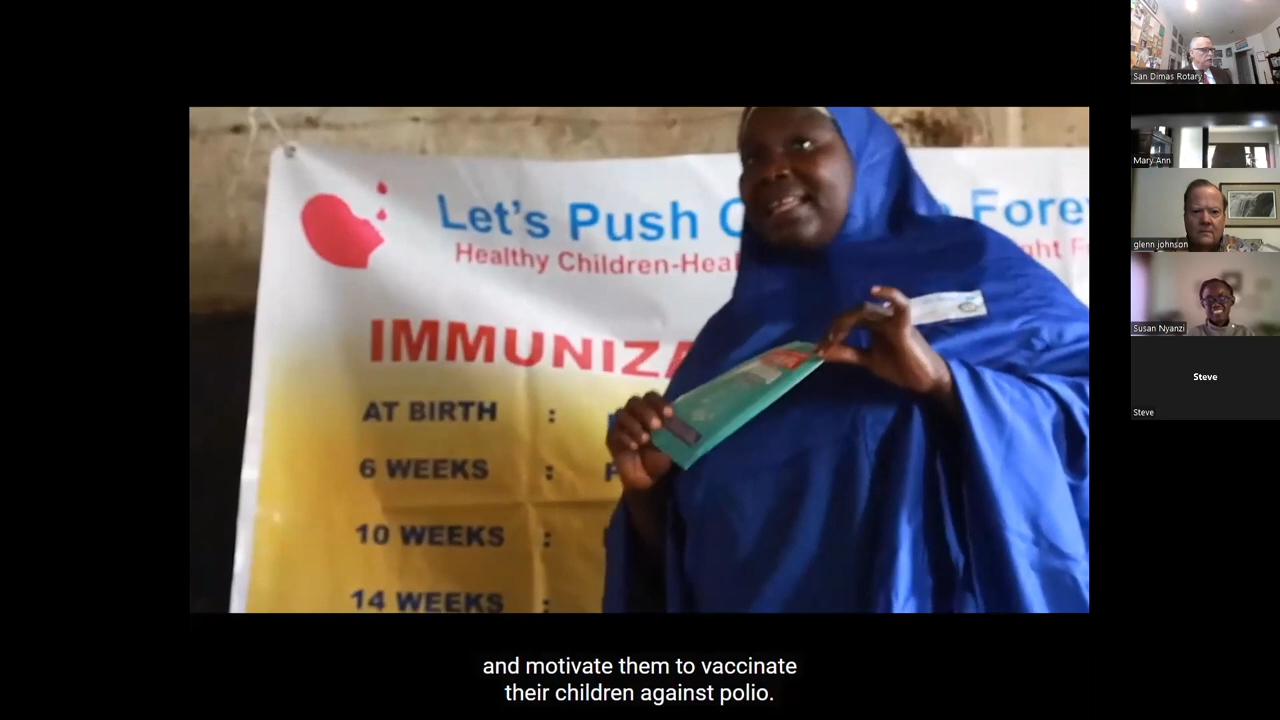 Let's Push
Healthy Children-Heal
IMMUNIZA
AT BIRTH :
6 WEEKS :
10 WEEKS :
14 WEEKS :
and motivate them to vaccinate
their children against polio.
San Dimas Rotary
Mary Ann
glenn johnson
Susan Nyanzi
Steve
Steve